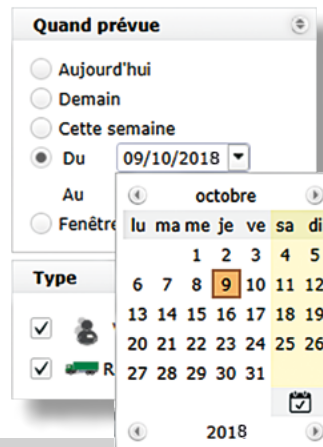 Quand prévue
Aujourd'hui
Demain
Cette semaine
Du 09/10/2018
Au
Fenêtre
octobre
lu ma me je ve sa di
1 2 3 4 5
6 7 8 9 10 11 12
13 14 15 16 17 18 19
20 21 22 23 24 25 26
27 28 29 30 31
2018
Type
R